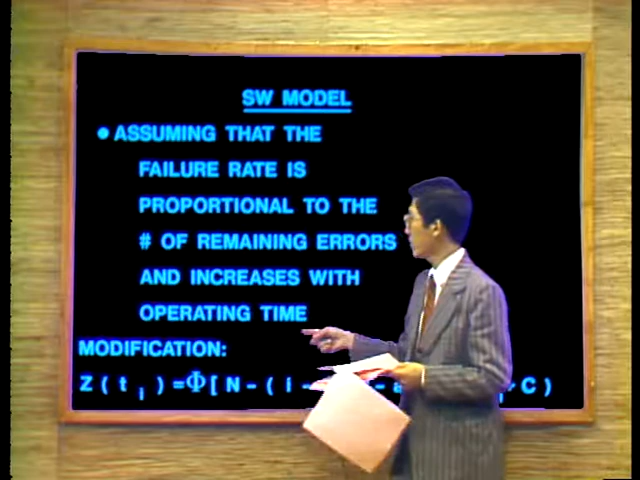 SW MODEL
● ASSUMING THAT THE
FAILURE RATE IS
PROPORTIONAL TO THE
# OF REMAINING ERRORS
AND INCREASES WITH
OPERATING TIME
MODIFICATION:
Z ( t i ) = Φ [ N - ( i - C )